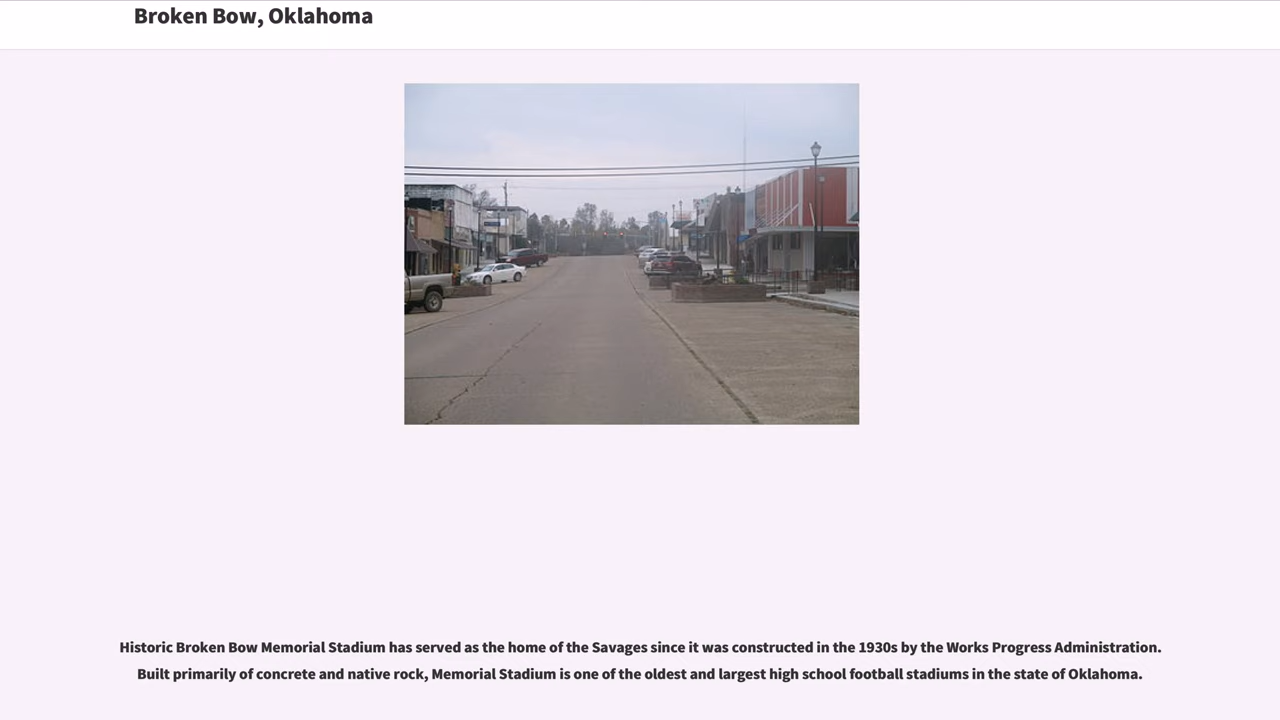 Broken Bow, Oklahoma
Historic Broken Bow Memorial Stadium has served as the home of the Savages since it was constructed in the 1930s by the Works Progress Administration.
Built primarily of concrete and native rock, Memorial Stadium is one of the oldest and largest high school football stadiums in the state of Oklahoma.